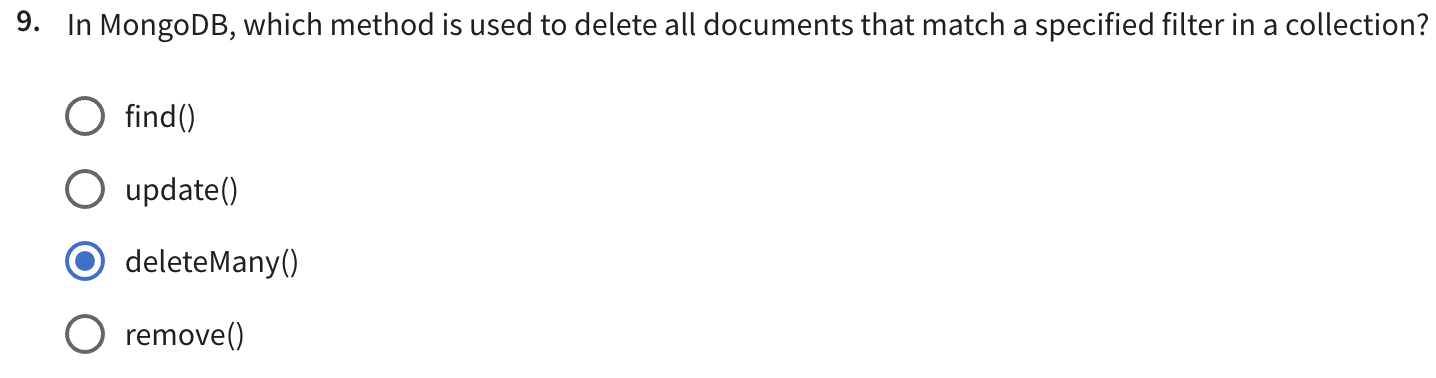 9. In MongoDB, which method is used to delete all documents that match a specified filter in a collection?
find()
update()
deleteMany()
remove()